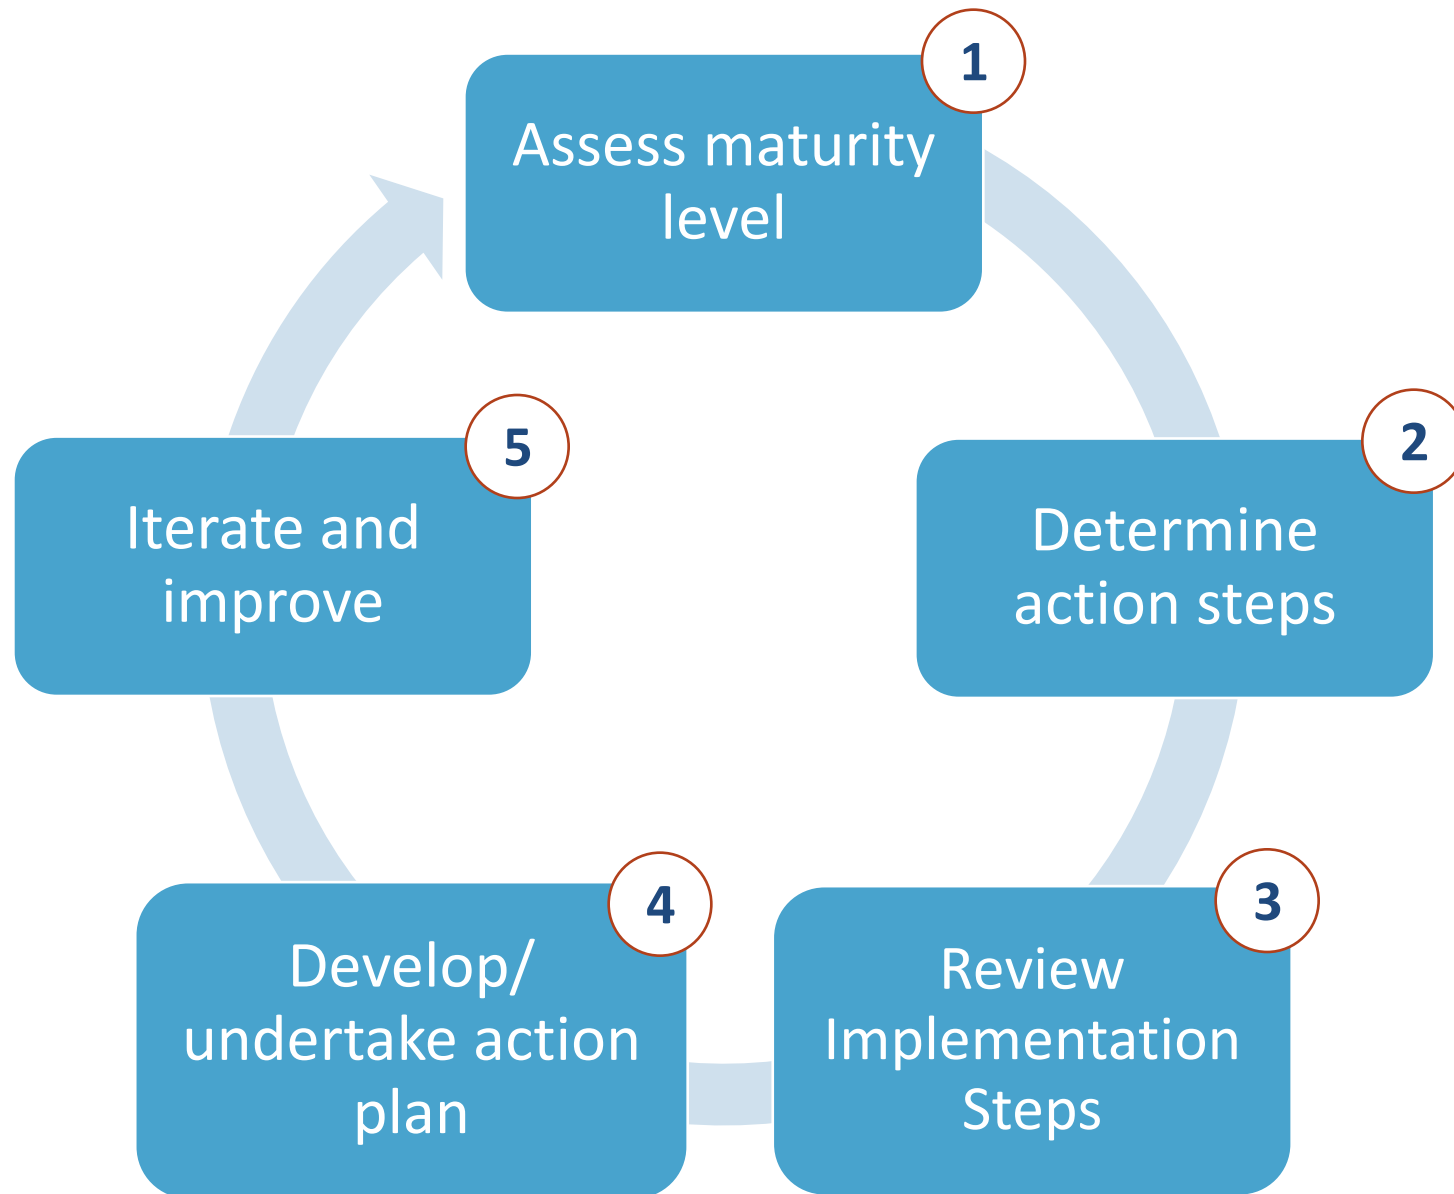 1
Assess maturity
level
2
Determine
action steps
3
Review
Implementation
Steps
4
Develop/
undertake action
plan
5
Iterate and
improve